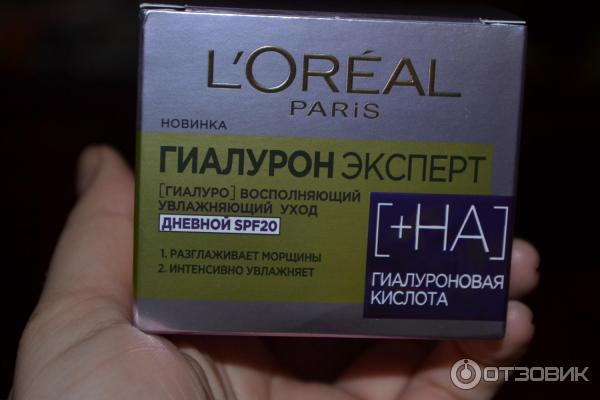 L'ORÉAL
PARiS
НОВИНКА
ГИАЛУРОН ЭКСПЕРТ
[ГИАЛУРО] ВОСПОЛНЯЮЩИЙ
УВЛАЖНЯЮЩИЙ УХОД
ДНЕВНОЙ SPF20
1. РАЗГЛАЖИВАЕТ МОРЩИНЫ
2. ИНТЕНСИВНО УВЛАЖНЯЕТ
[+HA]
ГИАЛУРОНОВАЯ
КИСЛОТА
ОТЗОВИК